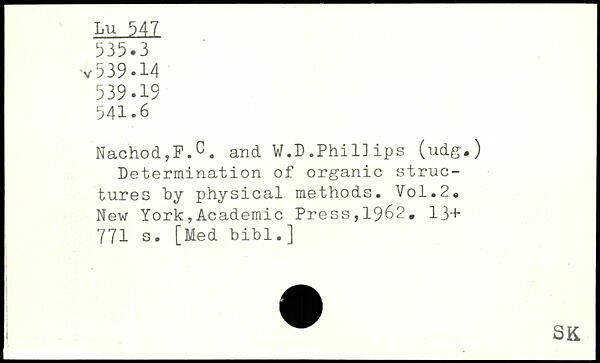 Lu 547
535.3
v539.14
539.19
541.6
Nachod,F.C. and W.D.Phillips (udg.)
Determination of organic struc-
tures by physical methods. Vol.2.
New York,Academic Press,1962. 13+
771 s. [Med bibl.]
SK